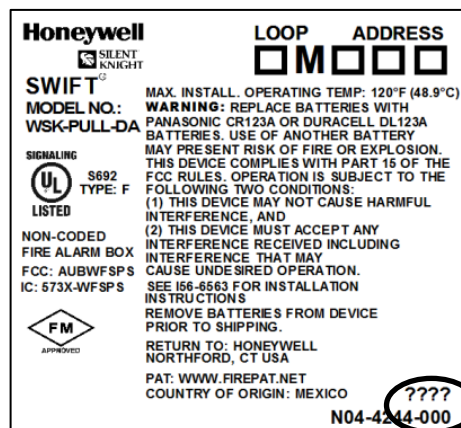 Honeywell
SILENT
KNIGHT
LOOP ADDRESS
M
SWIFT®
MODEL NO.:
WSK-PULL-DA
SIGNALING
UL
LISTED
S692
TYPE: F
NON-CODED
FIRE ALARM BOX
FCC: AUBWFSPS
IC: 573X-WFSPS
FM
APPROVED
MAX. INSTALL. OPERATING TEMP: 120°F (48.9°C)
WARNING: REPLACE BATTERIES WITH
PANASONIC CR123A OR DURACELL DL123A
BATTERIES. USE OF ANOTHER BATTERY
MAY PRESENT RISK OF FIRE OR EXPLOSION.
THIS DEVICE COMPLIES WITH PART 15 OF THE
FCC RULES. OPERATION IS SUBJECT TO THE
FOLLOWING TWO CONDITIONS:
(1) THIS DEVICE MAY NOT CAUSE HARMFUL
INTERFERENCE, AND
(2) THIS DEVICE MUST ACCEPT ANY
INTERFERENCE RECEIVED INCLUDING
INTERFERENCE THAT MAY
CAUSE UNDESIRED OPERATION.
SEE I56-6563 FOR INSTALLATION
INSTRUCTIONS
REMOVE BATTERIES FROM DEVICE
PRIOR TO SHIPPING.
RETURN TO: HONEYWELL
NORTHFORD, CT USA
PAT: WWW.FIREPAT.NET
COUNTRY OF ORIGIN: MEXICO
????
N04-4244-000